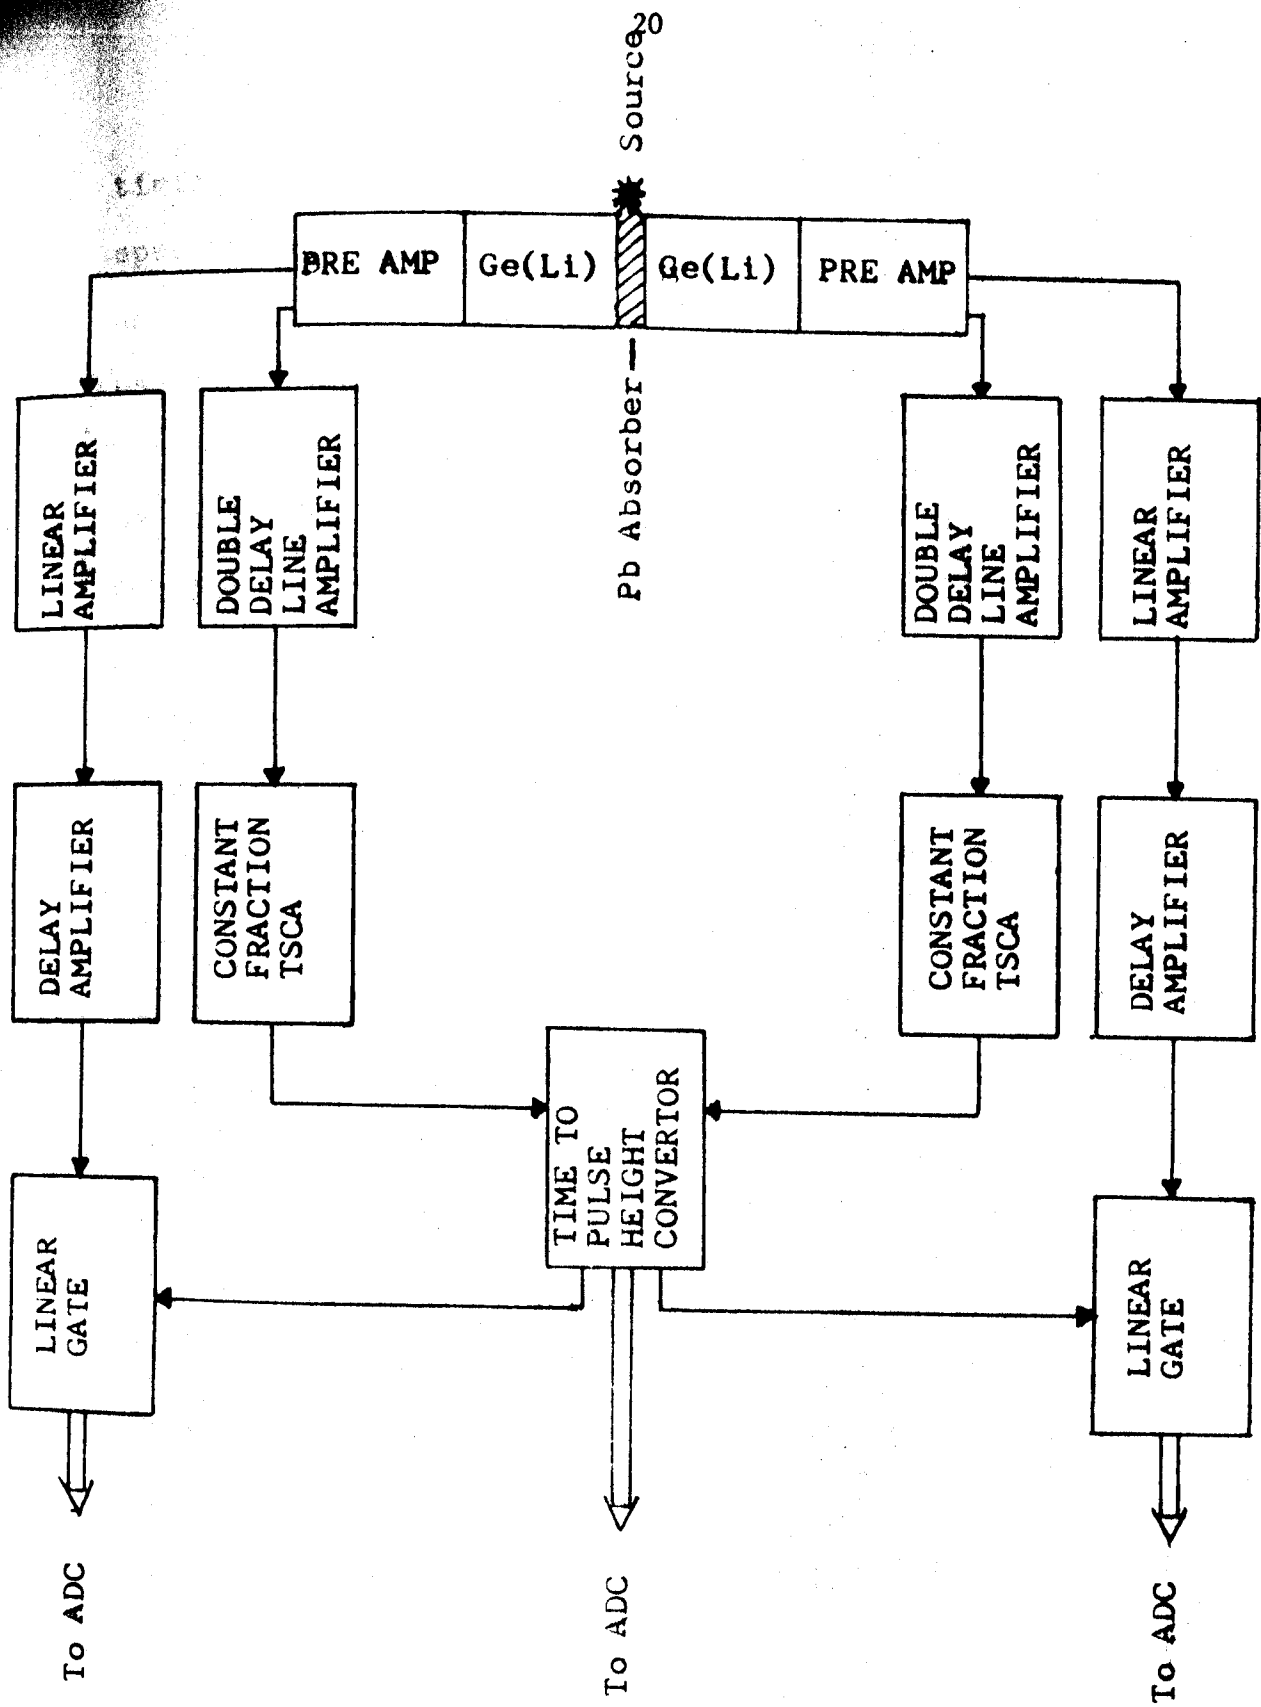 20
Source
PRE AMP
Ge(Li)
Ge(Li)
PRE AMP
Pb Absorber
LINEAR
AMPLIFIER
DOUBLE
DELAY
LINE
AMPLIFIER
DOUBLE
DELAY
LINE
AMPLIFIER
LINEAR
AMPLIFIER
DELAY
AMPLIFIER
CONSTANT
FRACTION
TSCA
CONSTANT
FRACTION
TSCA
DELAY
AMPLIFIER
TIME TO
PULSE
HEIGHT
CONVERTOR
LINEAR
GATE
LINEAR
GATE
To ADC
To ADC
To ADC